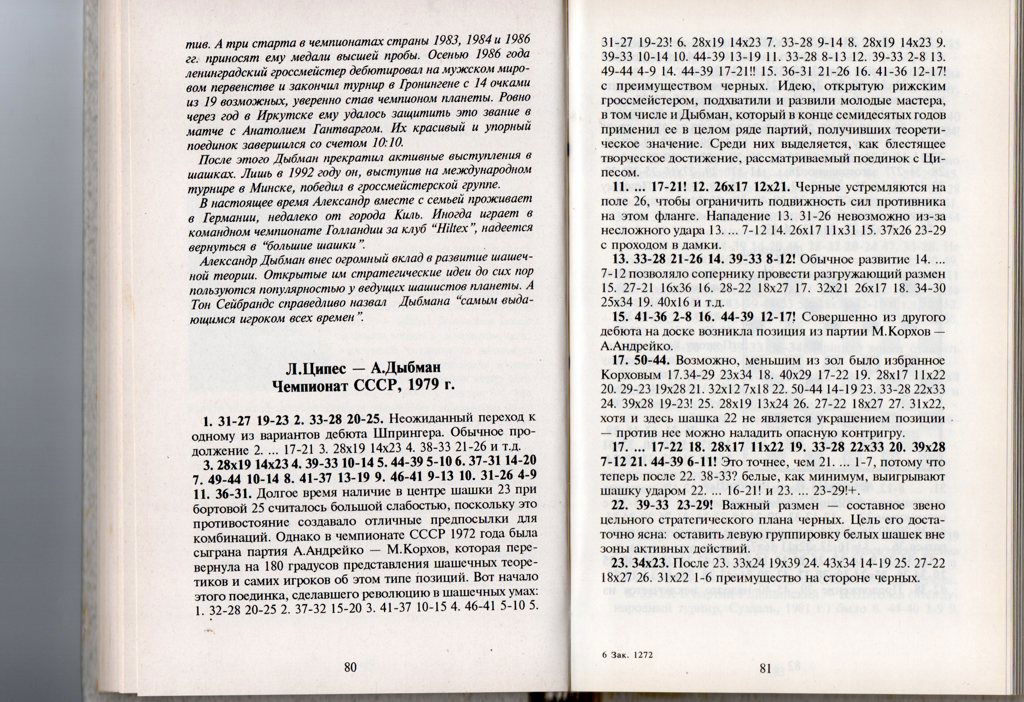 тив. А три старта в чемпионатах страны 1983, 1984 и 1986
гг. приносят ему медали высшей пробы. Осенью 1986 года
ленинградский гроссмейстер дебютировал на мужском миро-
вом первенстве и закончил турнир в Гронингене с 14 очками
из 19 возможных, уверенно став чемпионом планеты. Ровно
через год в Иркутске ему удалось защитить это звание в
матче с Анатолием Гантваргом. Их красивый и упорный
поединок завершился со счетом 10:10.
После этого Дыбман прекратил активные выступления в
шашках. Лишь в 1992 году он, выступив на международном
турнире в Минске, победил в гроссмейстерской группе.
В настоящее время Александр вместе с семьей проживает
в Германии, недалеко от города Киль. Иногда играет в
командном чемпионате Голландии за клуб “Hiltex”, надеется
вернуться в “большие шашки”.
Александр Дыбман внес огромный вклад в развитие шашеч-
ной теории. Открытые им стратегические идеи до сих пор
пользуются популярностью у ведущих шашистов планеты. А
Тон Сейбрандс справедливо назвал Дыбмана “самым выда-
ющимся игроком всех времен”.
Л.Ципес — А.Дыбман
Чемпионат СССР, 1979 г.
1. 31-27 19-23 2. 33-28 20-25. Неожиданный переход к
одному из вариантов дебюта Шпрингера. Обычное про-
должение 2. ... 17-21 3. 28x19 14x23 4. 38-33 21-26 и т.д.
3. 28x19 14x23 4. 39-33 10-14 5. 44-39 5-10 6. 37-31 14-20
7. 49-44 10-14 8. 41-37 13-19 9. 46-41 9-13 10. 31-26 4-9
11. 36-31. Долгое время наличие в центре шашки 23 при
бортовой 25 считалось большой слабостью, поскольку это
противостояние создавало отличные предпосылки для
комбинаций. Однако в чемпионате СССР 1972 года была
сыграна партия А.Андрейко — М.Корхов, которая пере-
вернула на 180 градусов представления шашечных теоре-
тиков и самих игроков об этом типе позиций. Вот начало
этого поединка, сделавшего революцию в шашечных умах:
1. 32-28 20-25 2. 37-32 15-20 3. 41-37 10-15 4. 46-41 5-10 5.
80
31-27 19-23! 6. 28x19 14x23 7. 33-28 9-14 8. 28x19 14x23 9.
39-33 10-14 10. 44-39 13-19 11. 33-28 8-13 12. 39-33 2-8 13.
49-44 4-9 14. 44-39 17-21!! 15. 36-31 21-26 16. 41-36 12-17!
с преимуществом черных. Идею, открытую рижским
гроссмейстером, подхватили и развили молодые мастера,
в том числе и Дыбман, который в конце семидесятых годов
применил ее в целом ряде партий, получивших теорети-
ческое значение. Среди них выделяется, как блестящее
творческое достижение, рассматриваемый поединок с Ци-
песом.
11. ... 17-21! 12. 26x17 12x21. Черные устремляются на
поле 26, чтобы ограничить подвижность сил противника
на этом фланге. Нападение 13. 31-26 невозможно из-за
несложного удара 13. ... 7-12 14. 26x17 11x31 15. 37x26 23-29
с проходом в дамки.
13. 33-28 21-26 14. 39-33 8-12! Обычное развитие 14. ...
7-12 позволяло сопернику провести разгружающий размен
15. 27-21 16x36 16. 28-22 18x27 17. 32x21 26x17 18. 34-30
25x34 19. 40x16 и т.д.
15. 41-36 2-8 16. 44-39 12-17! Совершенно из другого
дебюта на доске возникла позиция из партии М.Корхов —
А.Андрейко.
17. 50-44. Возможно, меньшим из зол было избранное
Корховым 17.34-29 23x34 18. 40x29 17-22 19. 28x17 11x22
20. 29-23 19x28 21. 32x12 7x18 22. 50-44 14-19 23. 33-28 22x33
24. 39x28 19-23! 25. 28x19 13x24 26. 27-22 18x27 27. 31x22,
хотя и здесь шашка 22 не является украшением позиции
— против нее можно наладить опасную контригру.
17. ... 17-22 18. 28x17 11x22 19. 33-28 22x33 20. 39x28
7-12 21. 44-39 6-11! Это точнее, чем 21. ... 1-7, потому что
теперь после 22. 38-33? белые, как минимум, выигрывают
шашку ударом 22. ... 16-21! и 23. ... 23-29!+.
22. 39-33 23-29! Важный размен — составное звено
цельного стратегического плана черных. Цель его доста-
точно ясна: оставить левую группировку белых шашек вне
зоны активных действий.
23. 34x23. После 23. 33x24 19x39 24. 43x34 14-19 25. 27-22
18x27 26. 31x22 1-6 преимущество на стороне черных.
6 Зак. 1272
81